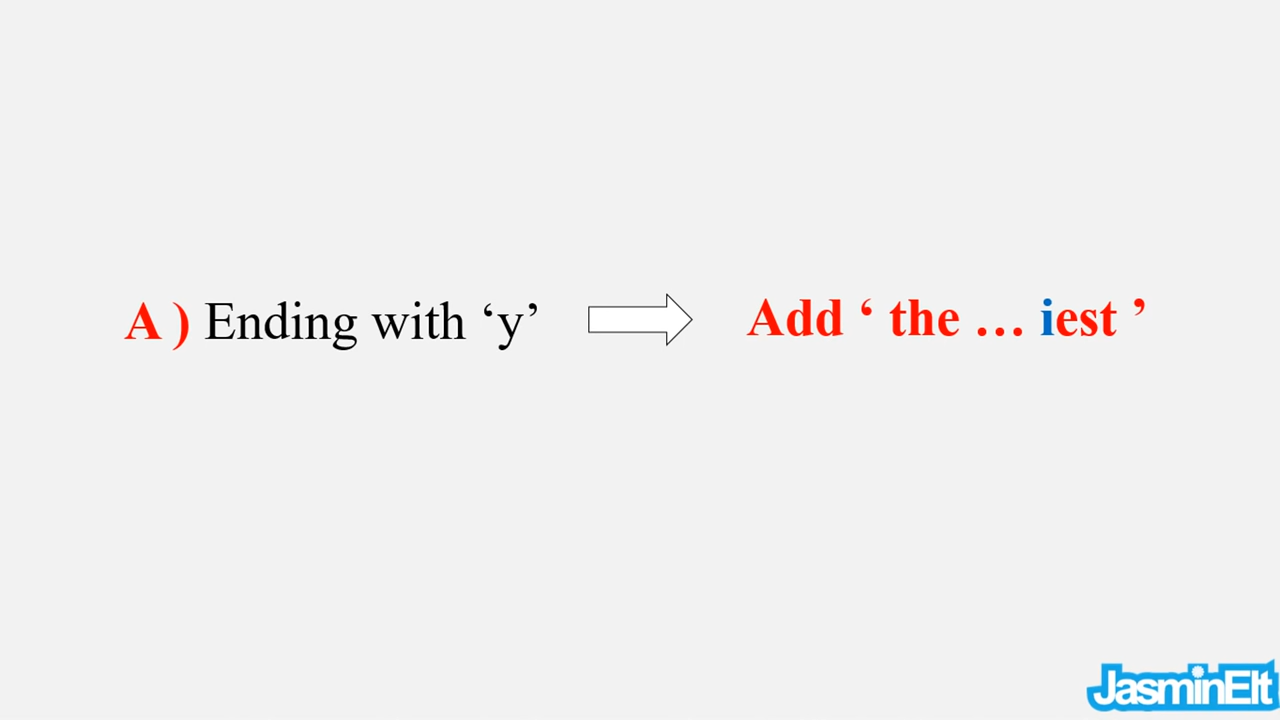 A ) Ending with ‘y’ Add ‘ the … iest ’
JasminElt